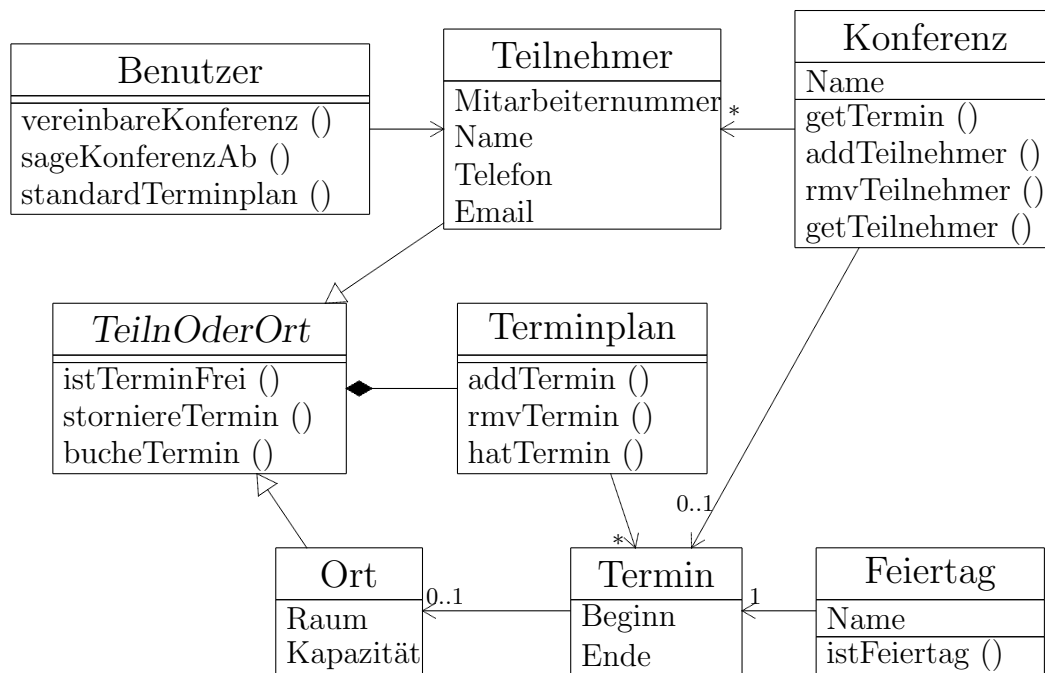 Benutzer
vereinbareKonferenz ()
sageKonferenzAb ()
standardTerminplan ()
Teilnehmer
Mitarbeiternummer
Name
Telefon
Email
*
Konferenz
Name
getTermin ()
addTeilnehmer ()
rmvTeilnehmer ()
getTeilnehmer ()
TeilnOderOrt
istTerminFrei ()
storniereTermin ()
bucheTermin ()
Terminplan
addTermin ()
rmvTermin ()
hatTermin ()
0..1
*
Ort
Raum
Kapazität
0..1
Termin
Beginn
Ende
1
Feiertag
Name
istFeiertag ()